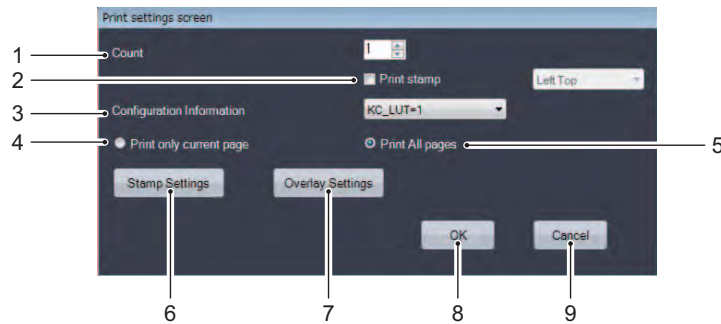 Print settings screen
1 Count 1
2 Print stamp Left Top
3 Configuration Information KC_LUT=1
4 Print only current page Print All pages 5
Stamp Settings Overlay Settings
OK Cancel
6 7 8 9